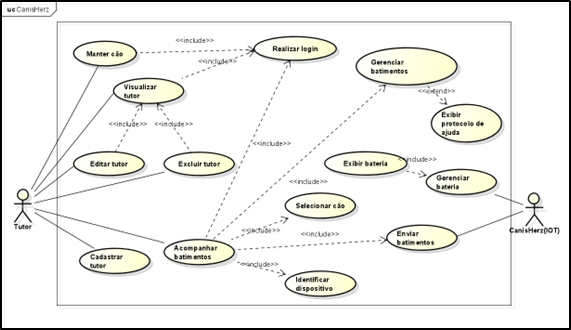 uc CanisHerz
Manter cão
<<include>>
Realizar login
<<include>>
Visualizar
tutor
Gerenciar
batimentos
<<extend>>
Exibir
protocolo de
ajuda
<<include>>
<<include>>
<<include>>
<<include>>
Editar tutor
Excluir tutor
Exibir bateria
<<include>>
Gerenciar
bateria
Tutor
CanisHerz(IOT)
Selecionar cão
<<include>>
<<include>>
Enviar
batimentos
Cadastrar
tutor
Acompanhar
batimentos
<<include>>
Identificar
dispositivo